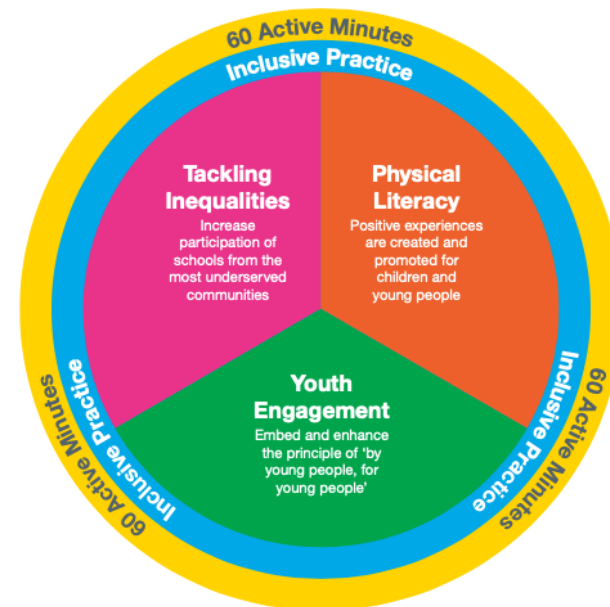 60 Active Minutes
Inclusive Practice
Tackling
Inequalities
Increase
participation of
schools from the
most underserved
communities
Physical
Literacy
Positive experiences
are created and
promoted for
children and
young people
Youth
Engagement
Embed and enhance
the principle of ‘by
young people, for
young people’
Inclusive Practice
60 Active Minutes
Inclusive Practice
60 Active Minutes